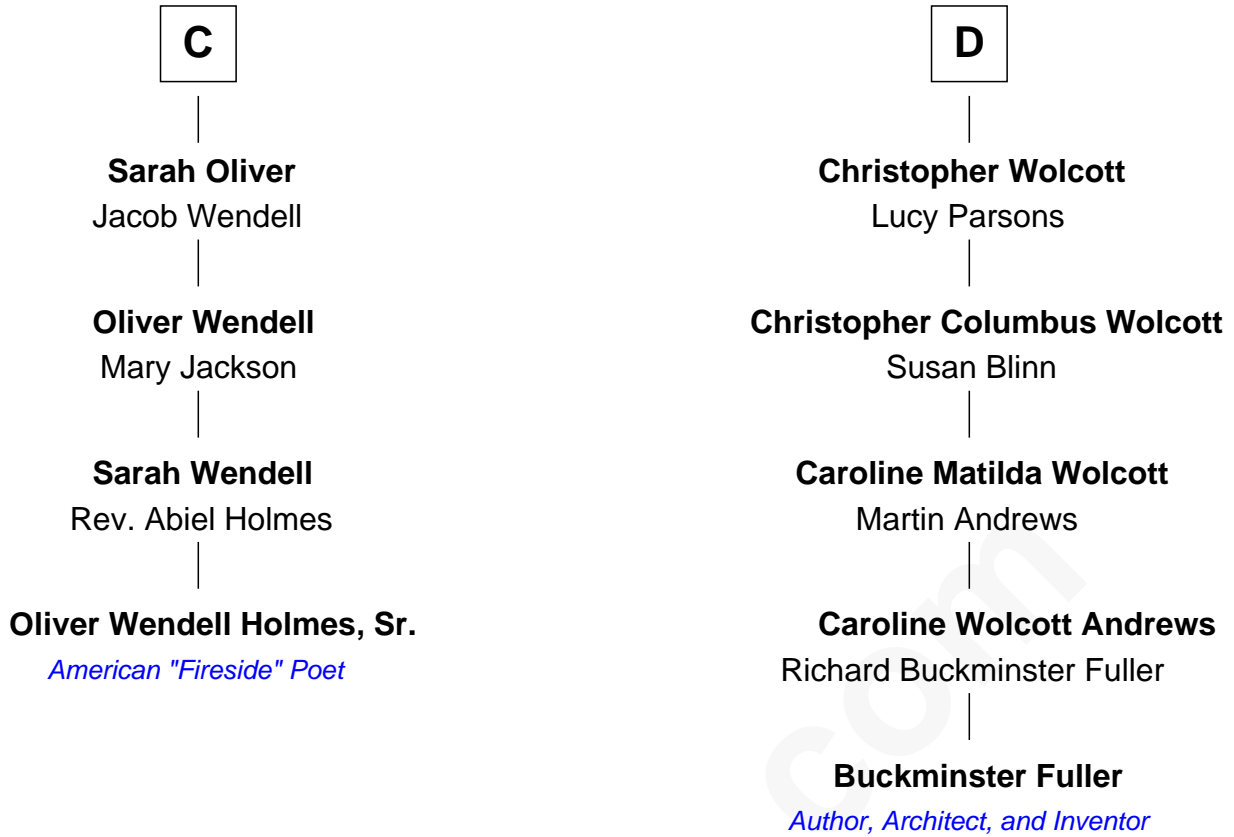 C
Sarah Oliver
Jacob Wendell
Oliver Wendell
Mary Jackson
Sarah Wendell
Rev. Abiel Holmes
Oliver Wendell Holmes, Sr.
American "Fireside" Poet
D
Christopher Wolcott
Lucy Parsons
Christopher Columbus Wolcott
Susan Blinn
Caroline Matilda Wolcott
Martin Andrews
Caroline Wolcott Andrews
Richard Buckminster Fuller
Buckminster Fuller
Author, Architect, and Inventor
com